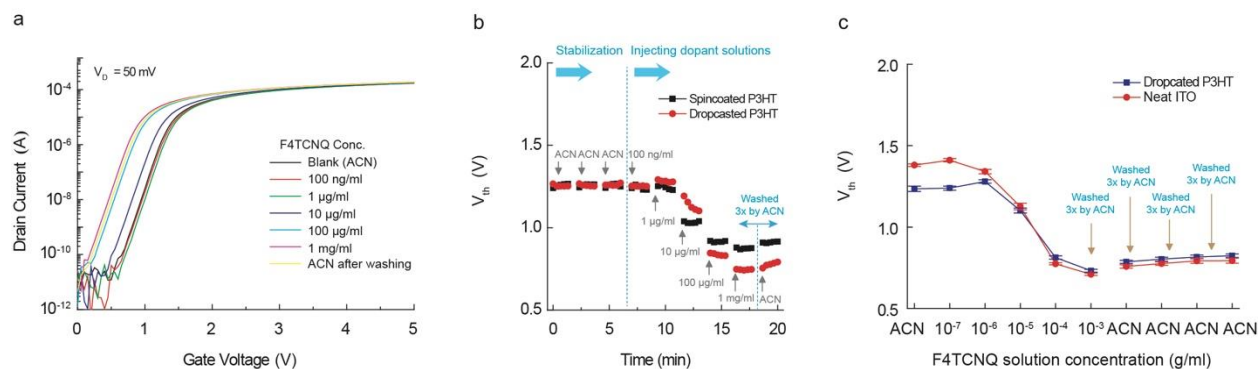 a
V_D = 50 mV
10⁻⁴
10⁻⁶
10⁻⁸
10⁻¹⁰
10⁻¹²
Drain Current (A)
F4TCNQ Conc.
Blank (ACN)
100 ng/ml
1 µg/ml
10 µg/ml
100 µg/ml
1 mg/ml
ACN after washing
0 1 2 3 4 5
Gate Voltage (V)
b
Stabilization Injecting dopant solutions
2.0
1.5
1.0
0.5
V_th (V)
Spincoated P3HT
Dropcasted P3HT
ACN ACN ACN 100 ng/ml
1 µg/ml
10 µg/ml
100 µg/ml
1 mg/ml
Washed
3x by ACN
ACN
0 5 10 15 20
Time (min)
c
2.0
1.5
1.0
0.5
V_th (V)
Dropcated P3HT
Neat ITO
Washed
3x by ACN
Washed
3x by ACN
Washed
3x by ACN
Washed
3x by ACN
ACN 10⁻⁷ 10⁻⁶ 10⁻⁵ 10⁻⁴ 10⁻³ ACN ACN ACN ACN
F4TCNQ solution concentration (g/ml)